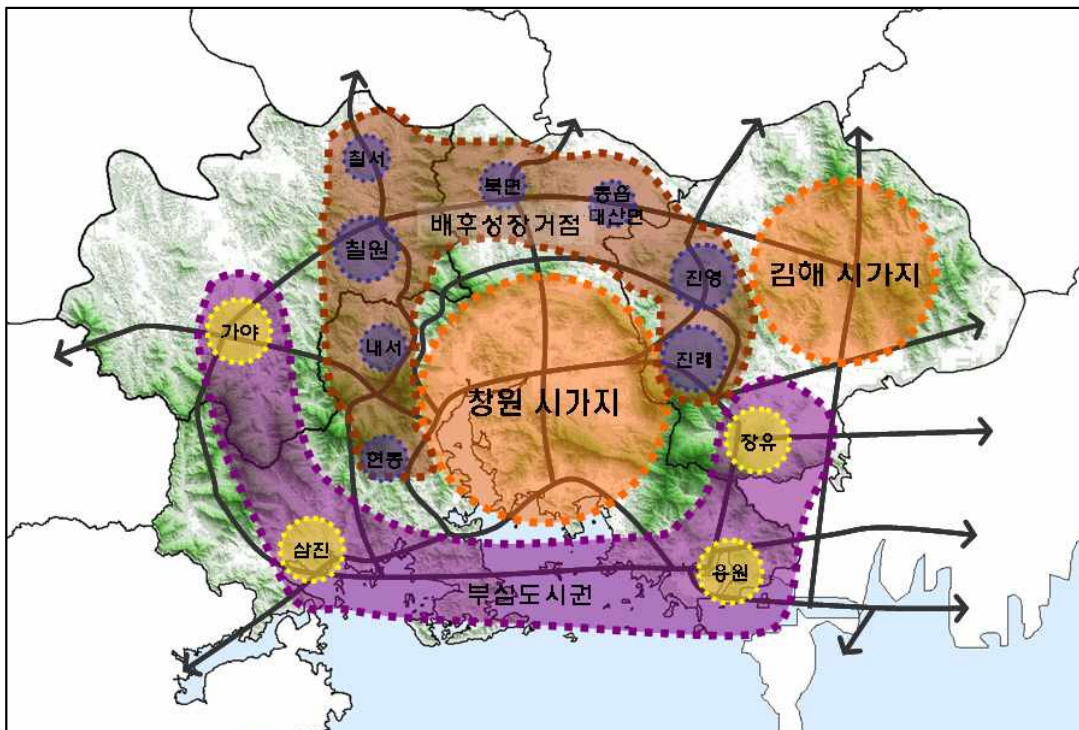 칠서
북면
동읍
대산면
배후성장거점
칠원
진영
김해 시가지
가야
내서
진례
창원 시가지
장유
현동
삼진
웅원
부심도시권